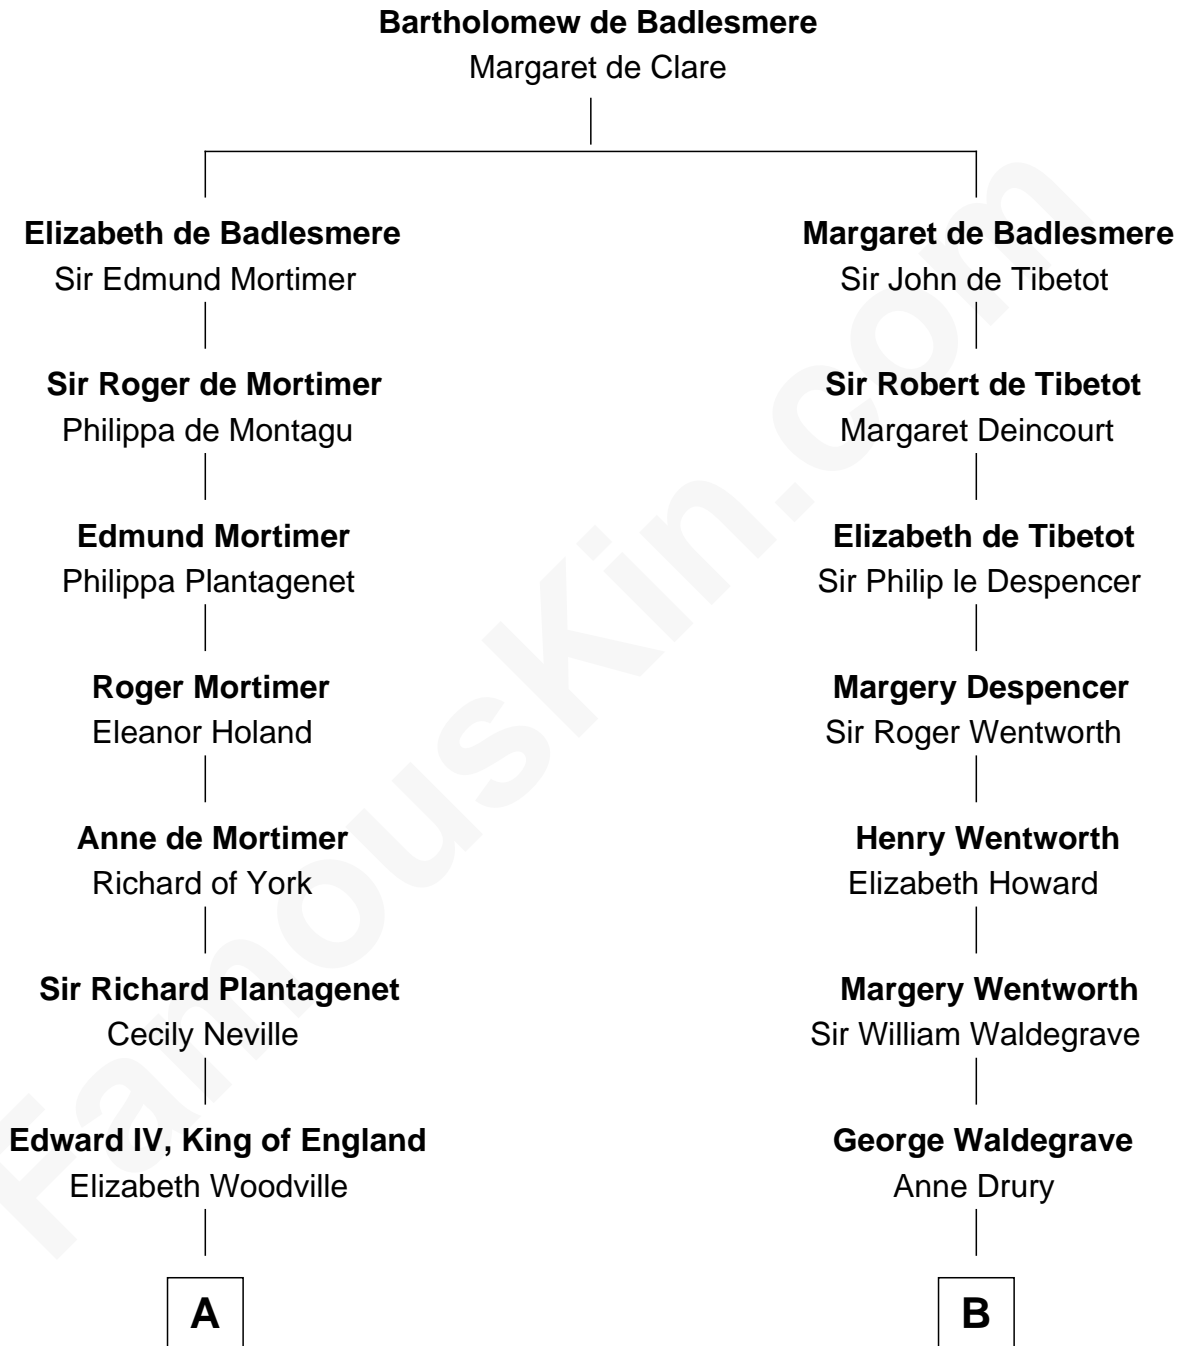 Bartholomew de Badlesmere
Margaret de Clare
Elizabeth de Badlesmere
Sir Edmund Mortimer
Margaret de Badlesmere
Sir John de Tibetot
Sir Roger de Mortimer
Philippa de Montagu
Sir Robert de Tibetot
Margaret Deincourt
Edmund Mortimer
Philippa Plantagenet
Elizabeth de Tibetot
Sir Philip le Despencer
Roger Mortimer
Eleanor Holand
Margery Despencer
Sir Roger Wentworth
Anne de Mortimer
Richard of York
Henry Wentworth
Elizabeth Howard
Sir Richard Plantagenet
Cecily Neville
Margery Wentworth
Sir William Waldegrave
Edward IV, King of England
Elizabeth Woodville
George Waldegrave
Anne Drury
A
B
FamousKin.com